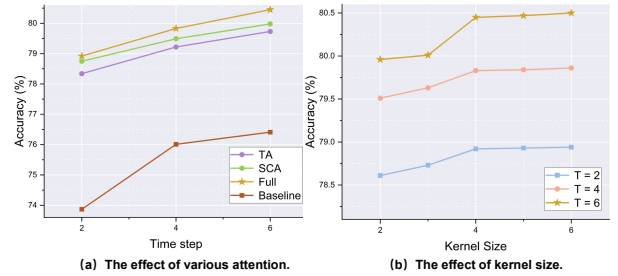 80
79
78
77
76
75
74
Accuracy (%)
TA
SCA
Full
Baseline
2
4
6
Time step
(a) The effect of various attention.
80.5
80.0
79.5
79.0
78.5
Accuracy (%)
T = 2
T = 4
T = 6
2
4
6
Kernel Size
(b) The effect of kernel size.